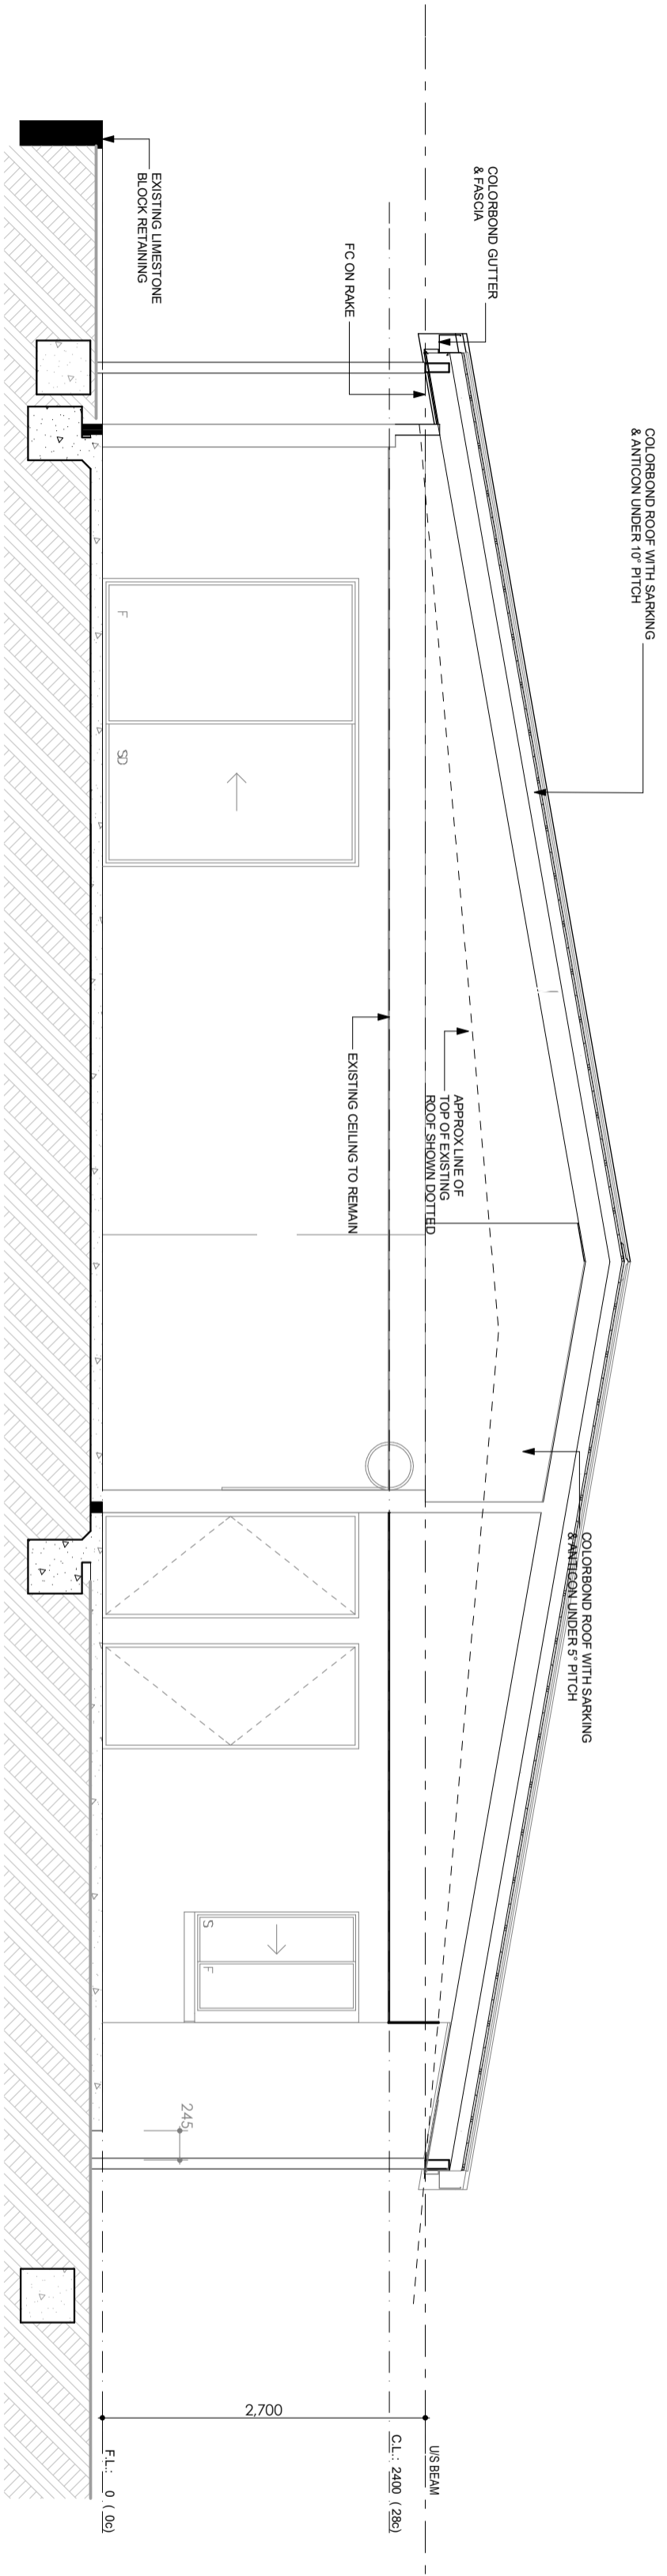 COLORBOND ROOF WITH SARKING
& ANTICON UNDER 10° PITCH
COLORBOND GUTTER
& FASCIA
FC ON RAKE
EXISTING LIMESTONE
BLOCK RETAINING
APPROX LINE OF
TOP OF EXISTING
ROOF SHOWN DOTTED
EXISTING CEILING TO REMAIN
COLORBOND ROOF WITH SARKING
& ANTICON UNDER 5° PITCH
F
SD
S
F
245
2,700
U/S BEAM
C.L.: 2400 ( 28c)
F.L.: 0 ( 0c)